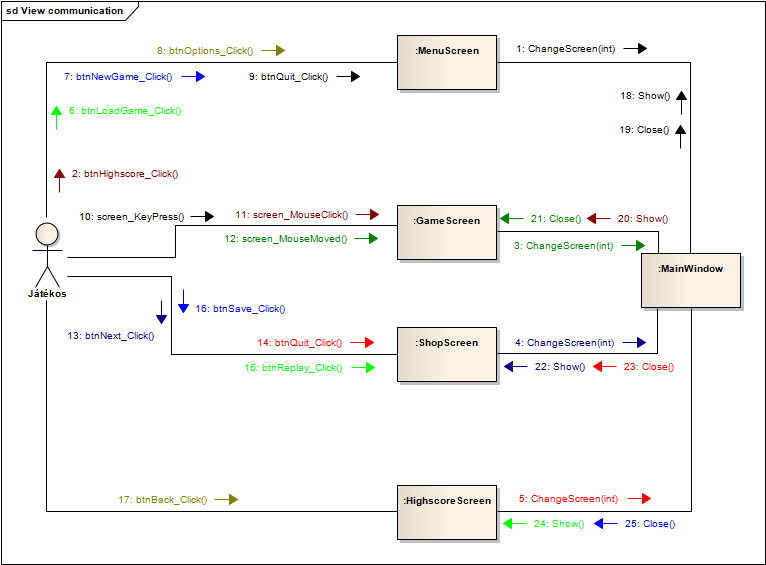 sd View communication
8: btnOptions_Click()
:MenuScreen
1: ChangeScreen(int)
7: btnNewGame_Click()
9: btnQuit_Click()
18: Show()
6: btnLoadGame_Click()
19: Close()
2: btnHighscore_Click()
10: screen_KeyPress()
11: screen_MouseClick()
:GameScreen
21: Close()
20: Show()
12: screen_MouseMoved()
3: ChangeScreen(int)
:MainWindow
Játékos
16: btnSave_Click()
13: btnNext_Click()
14: btnQuit_Click()
:ShopScreen
4: ChangeScreen(int)
15: btnReplay_Click()
22: Show()
23: Close()
17: btnBack_Click()
:HighscoreScreen
5: ChangeScreen(int)
24: Show()
25: Close()